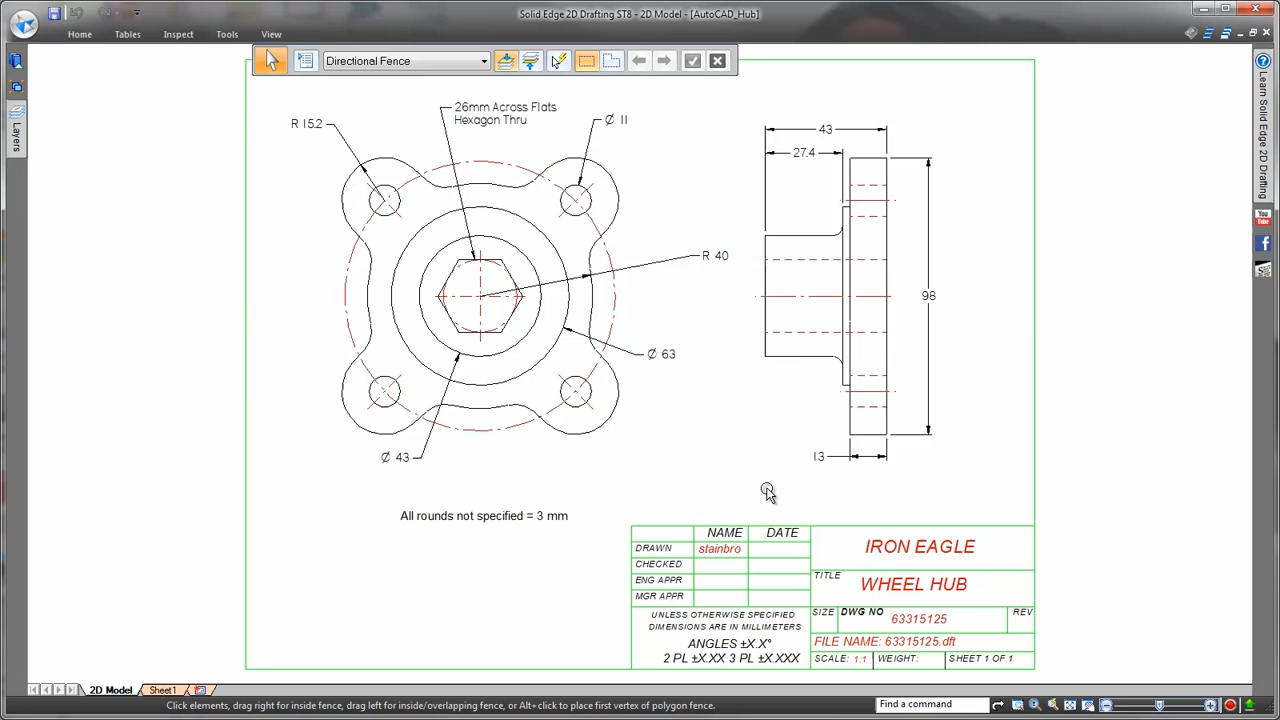 Solid Edge 2D Drafting ST8 - 2D Model - [AutoCAD_Hub]
Home Tables Inspect Tools View
Directional Fence
Layers
Learn Solid Edge 2D Drafting
You Tube
R 15.2
26mm Across Flats
Hexagon Thru
Ø 11
R 40
Ø 63
Ø 43
43
27.4
98
13
All rounds not specified = 3 mm
NAME DATE
DRAWN stainbro
CHECKED
ENG APPR
MGR APPR
UNLESS OTHERWISE SPECIFIED
DIMENSIONS ARE IN MILLIMETERS
ANGLES ±X.X°
2 PL ±X.XX 3 PL ±X.XXX
IRON EAGLE
TITLE
WHEEL HUB
SIZE DWG NO REV
63315125
FILE NAME: 63315125.dft
SCALE: 1:1 WEIGHT: SHEET 1 OF 1
2D Model Sheet1
Click elements, drag right for inside fence, drag left for inside/overlapping fence, or Alt+click to place first vertex of polygon fence.
Find a command